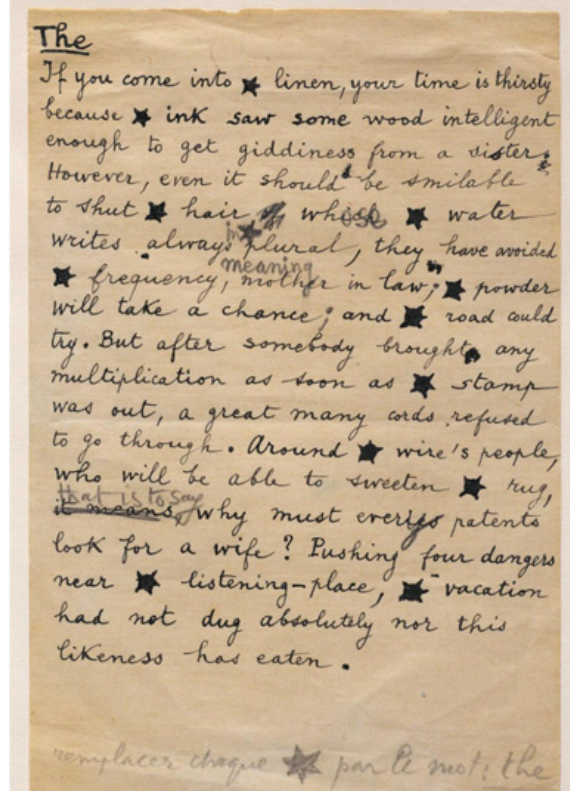 The
If you come into ★ linen, your time is thirsty
because ★ ink saw some wood intelligent
enough to get giddiness from a sister.
However, even it should be smilable
to shut ★ hair whose ★ water
writes always plural, they have avoided
meaning
★ frequency, mother in law; ★ powder
will take a chance; and ★ road could
try. But after somebody brought any
multiplication as soon as ★ stamp
was out, a great many cords refused
to go through. Around ★ wire's people,
who will be able to sweeten ★ rug,
that is to say
it means, why must every patents
look for a wife? Pushing four dangers
near ★ listening-place, ★ vacation
had not dug absolutely nor this
likeness has eaten.
remplacer chaque ★ par le mot: the